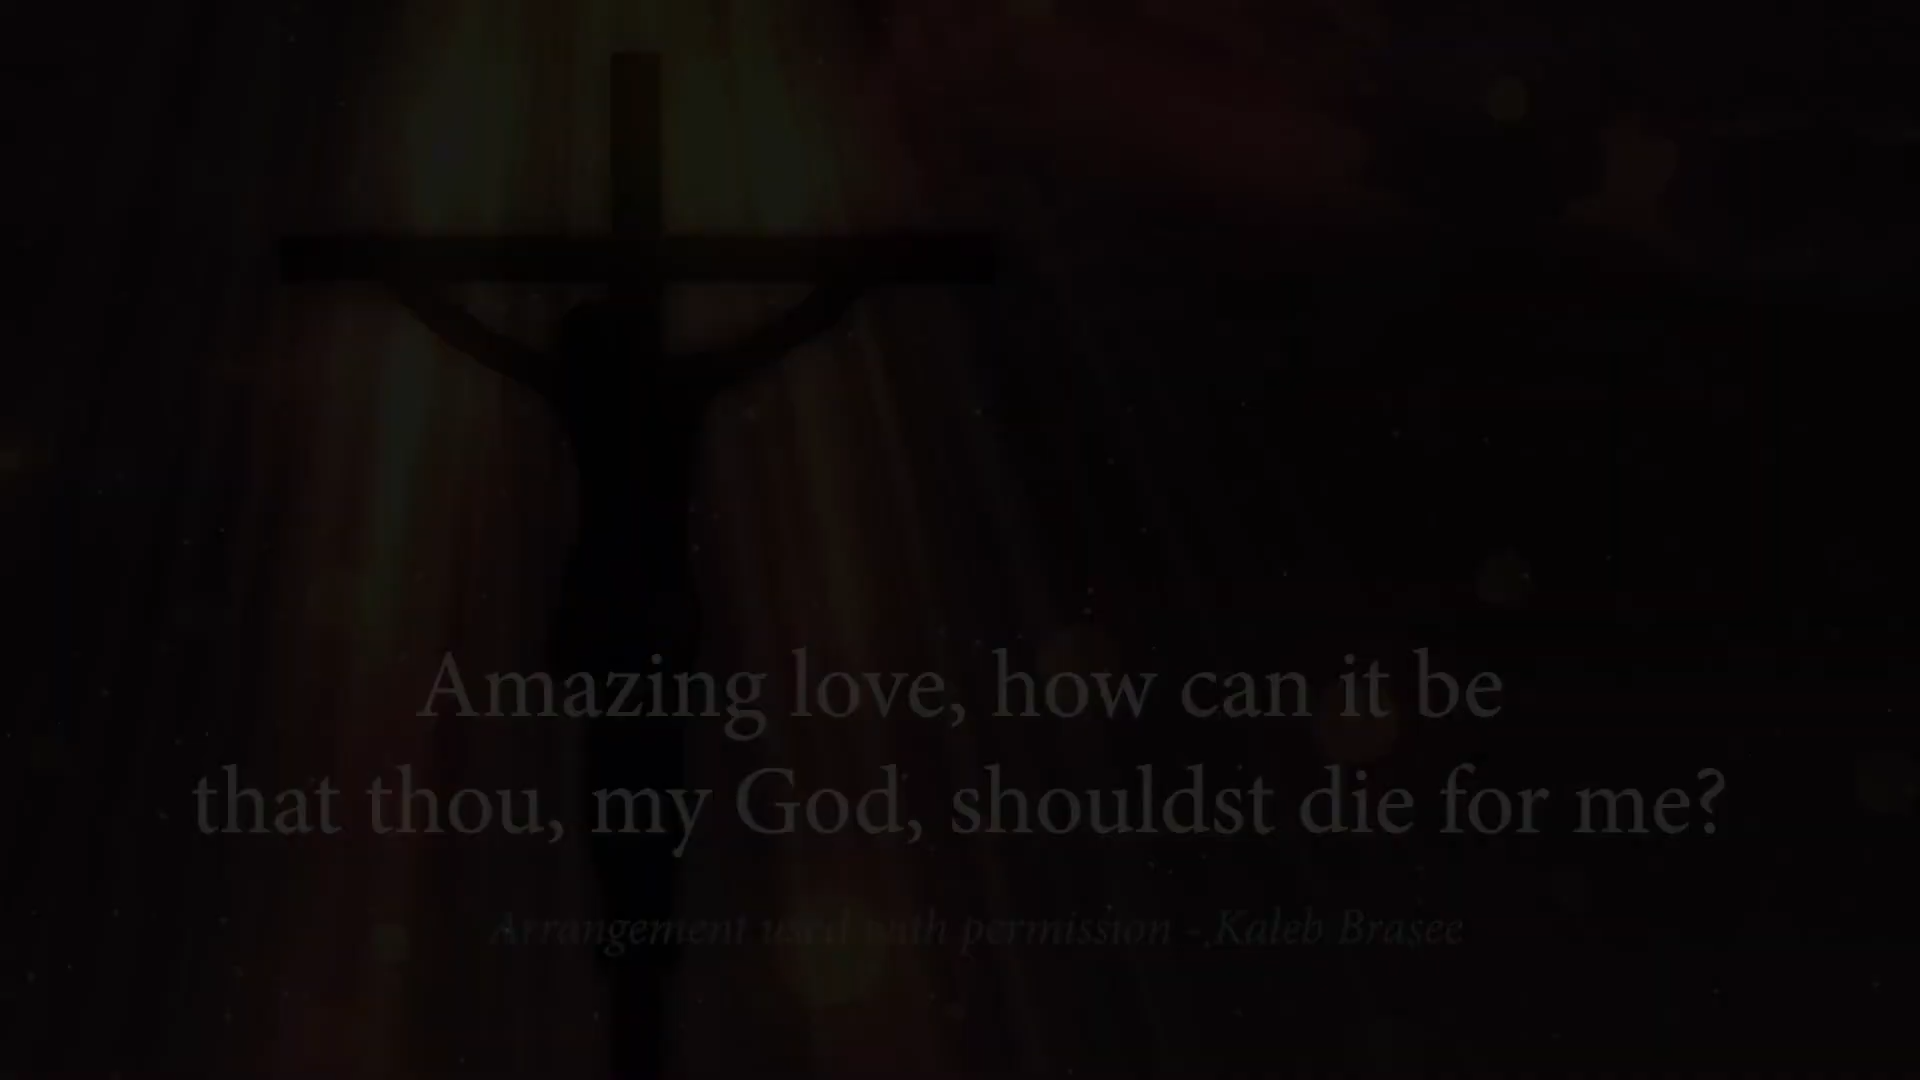 Amazing love, how can it be
that thou, my God, shouldst die for me?
Arrangement used with permission - Kaleb Brasee